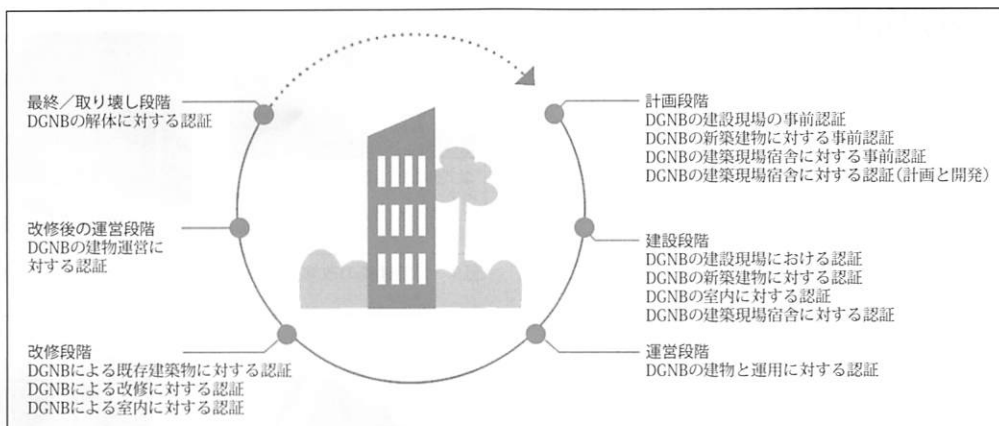 最終／取り壊し段階
DGNBの解体に対する認証
改修後の運営段階
DGNBの建物運営に
対する認証
改修段階
DGNBによる既存建築物に対する認証
DGNBによる改修に対する認証
DGNBによる室内に対する認証
計画段階
DGNBの建設現場の事前認証
DGNBの新築建物に対する事前認証
DGNBの建築現場宿舎に対する事前認証
DGNBの建築現場宿舎に対する認証(計画と開発)
建設段階
DGNBの建設現場における認証
DGNBの新築建物に対する認証
DGNBの室内に対する認証
DGNBの建築現場宿舎に対する認証
運営段階
DGNBの建物と運用に対する認証